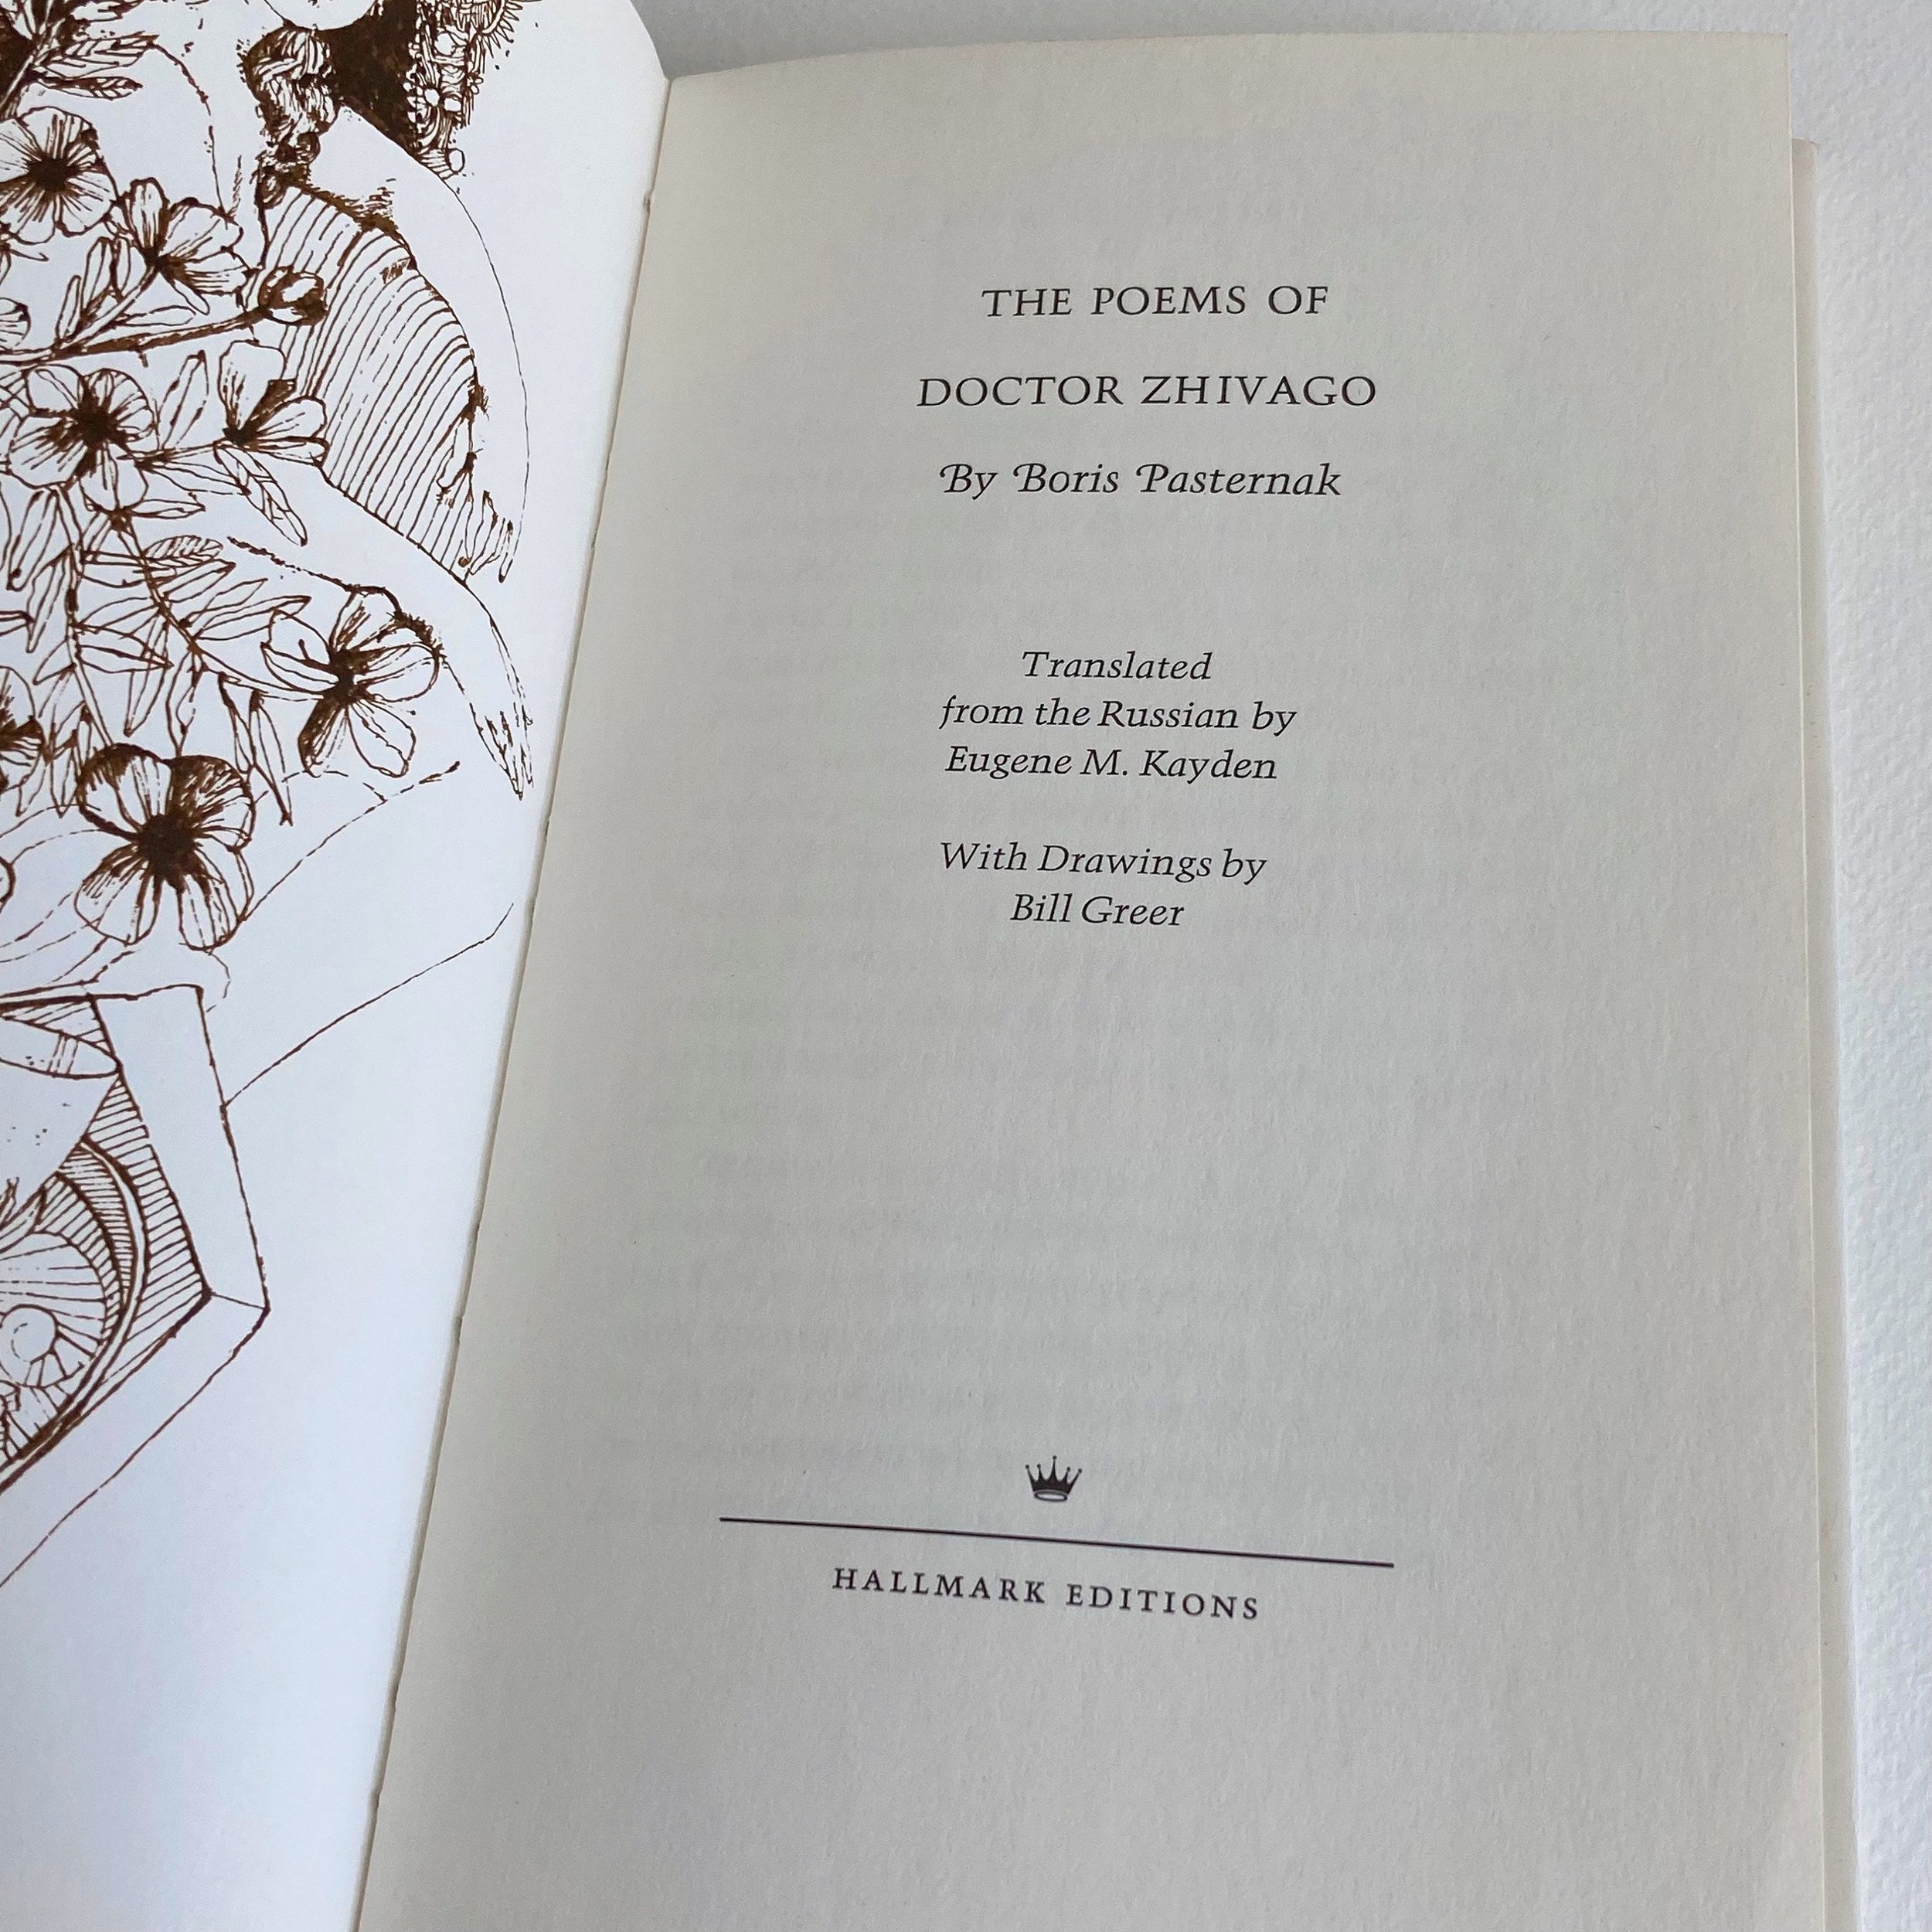 THE POEMS OF
DOCTOR ZHIVAGO
By Boris Pasternak
Translated
from the Russian by
Eugene M. Kayden
With Drawings by
Bill Greer
HALLMARK EDITIONS